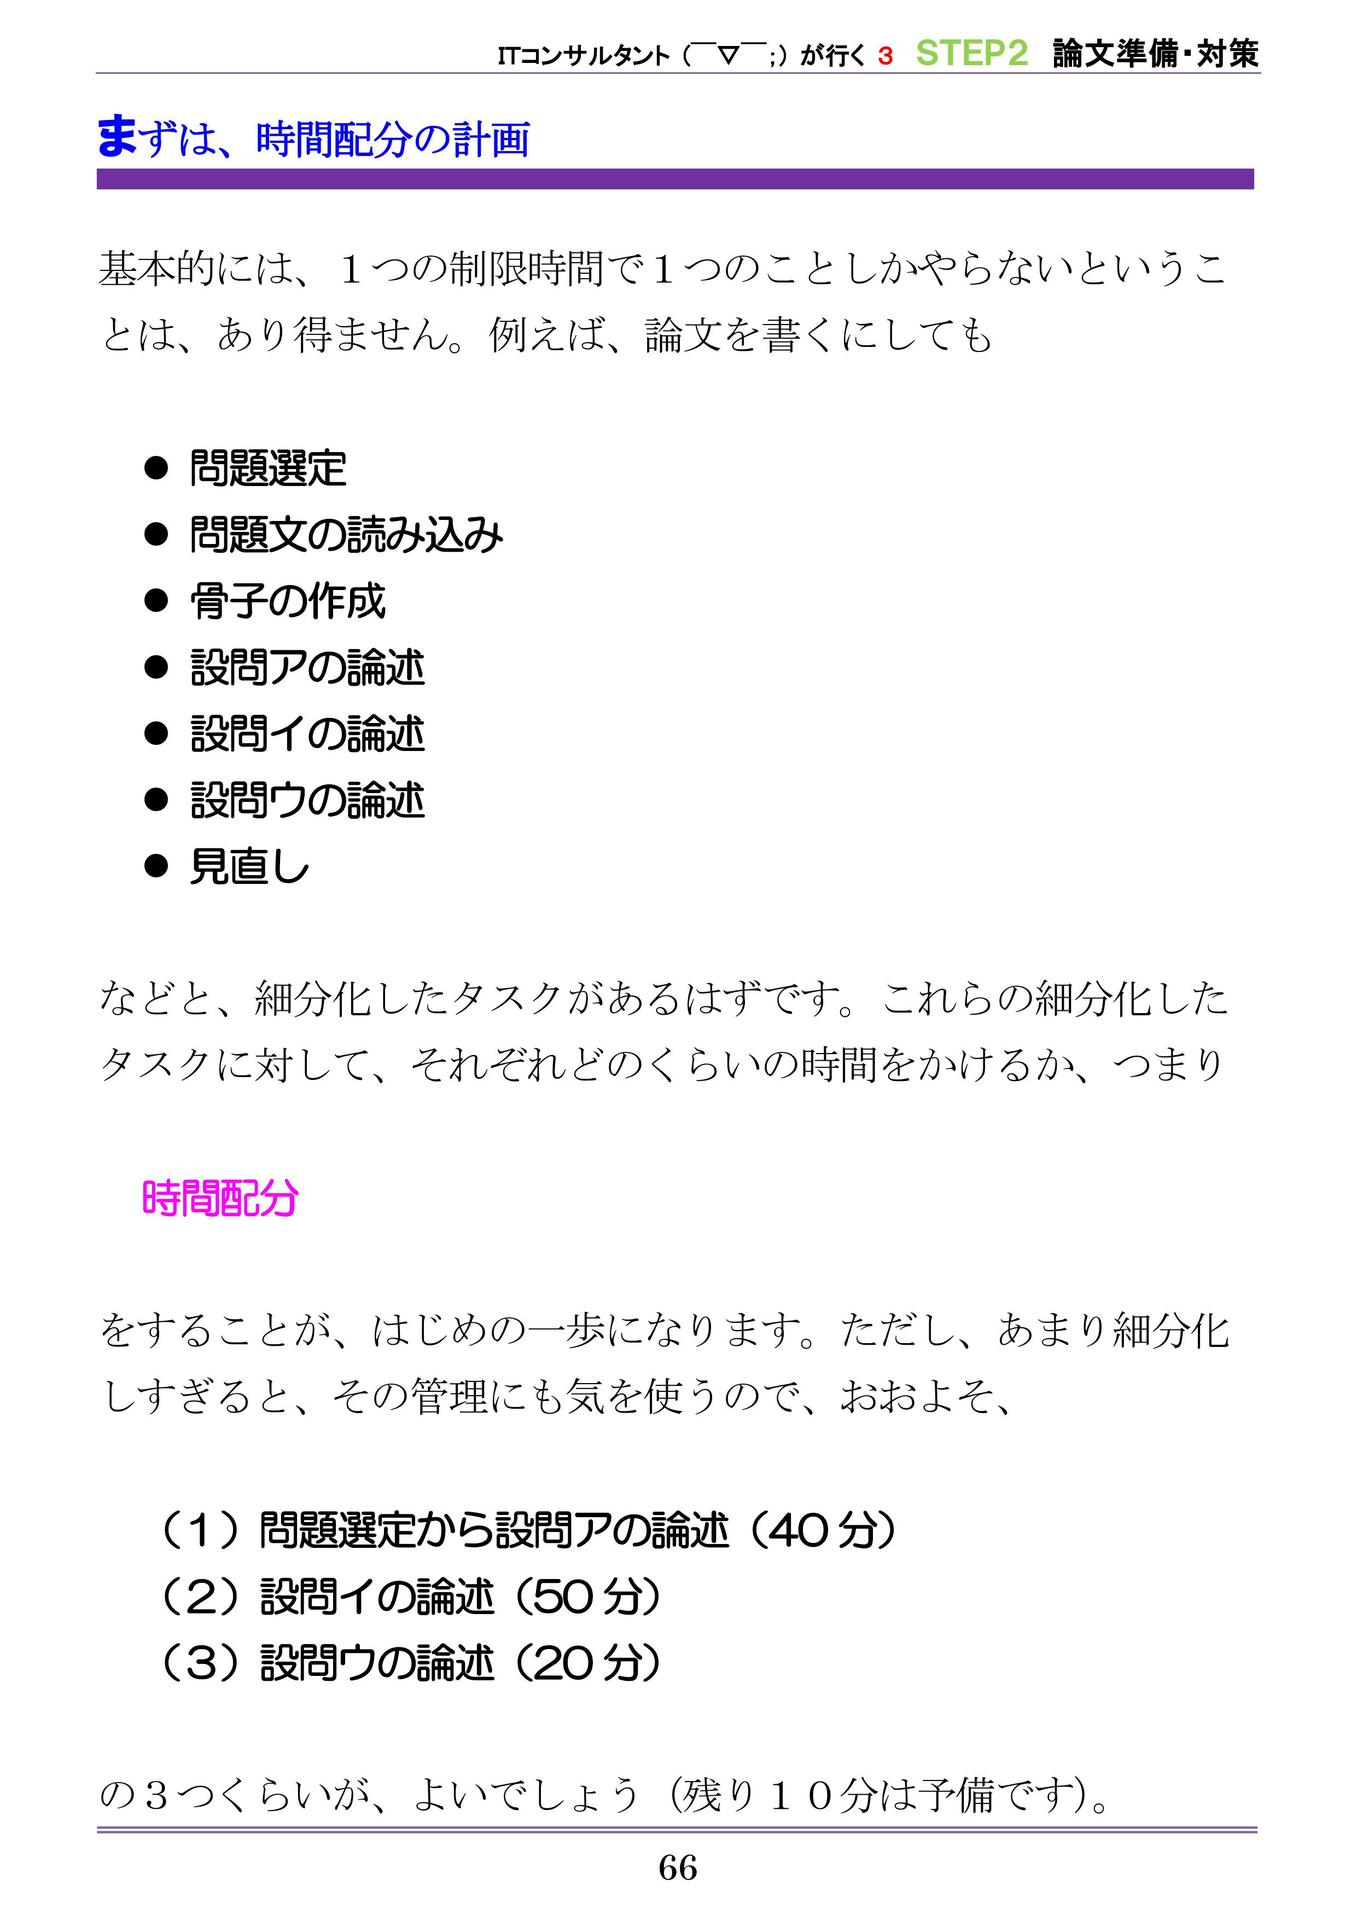 ITコンサルタント（￣▽￣；）が行く 3 STEP2 論文準備・対策
まずは、時間配分の計画
基本的には、１つの制限時間で１つのことしかやらないというこ
とは、あり得ません。例えば、論文を書くにしても
● 問題選定
● 問題文の読み込み
● 骨子の作成
● 設問アの論述
● 設問イの論述
● 設問ウの論述
● 見直し
などと、細分化したタスクがあるはずです。これらの細分化した
タスクに対して、それぞれどのくらいの時間をかけるか、つまり
時間配分
をすることが、はじめの一歩になります。ただし、あまり細分化
しすぎると、その管理にも気を使うので、おおよそ、
（１）問題選定から設問アの論述（40 分）
（２）設問イの論述（50 分）
（３）設問ウの論述（20 分）
の３つくらいが、よいでしょう（残り１０分は予備です）。
66